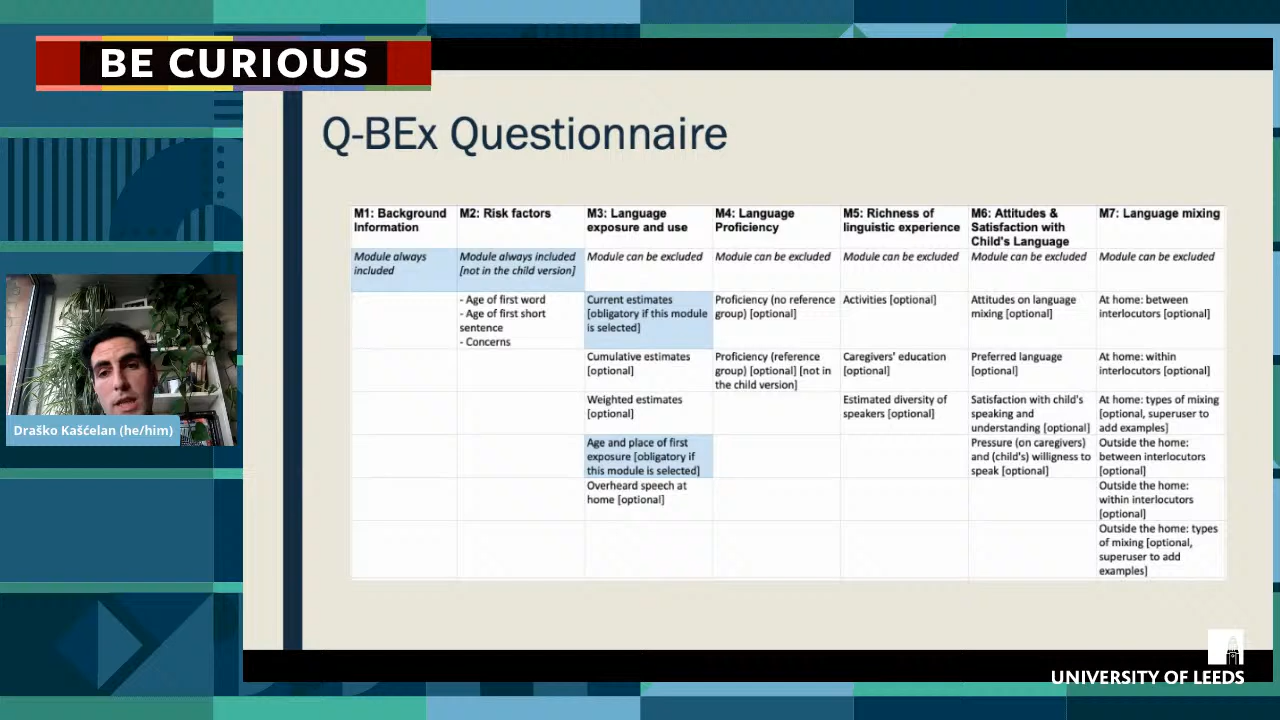 BE CURIOUS
Q-BEx Questionnaire
M1: Background
Information
M2: Risk factors
M3: Language
exposure and use
M4: Language
Proficiency
M5: Richness of
linguistic experience
M6: Attitudes &
Satisfaction with
Child's Language
M7: Language mixing
Module always
included
Module always included
[not in the child version]
Module can be excluded
Module can be excluded
Module can be excluded
Module can be excluded
Module can be excluded
- Age of first word
- Age of first short
sentence
- Concerns
Current estimates
[obligatory if this module
is selected]
Proficiency (no reference
group) [optional]
Activities [optional]
Attitudes on language
mixing [optional]
At home: between
interlocutors [optional]
Cumulative estimates
[optional]
Proficiency (reference
group) [optional] [not in
the child version]
Caregivers' education
[optional]
Preferred language
[optional]
At home: within
interlocutors [optional]
Weighted estimates
[optional]
Estimated diversity of
speakers [optional]
Satisfaction with child's
speaking and
understanding [optional]
At home: types of mixing
[optional, superuser to
add examples]
Age and place of first
exposure [obligatory if
this module is selected]
Pressure (on caregivers)
and (child's) willigness to
speak [optional]
Outside the home:
between interlocutors
[optional]
Overheard speech at
home [optional]
Outside the home:
within interlocutors
[optional]
Outside the home: types
of mixing [optional,
superuser to add
examples]
Draško Kašćelan (he/him)
UNIVERSITY OF LEEDS